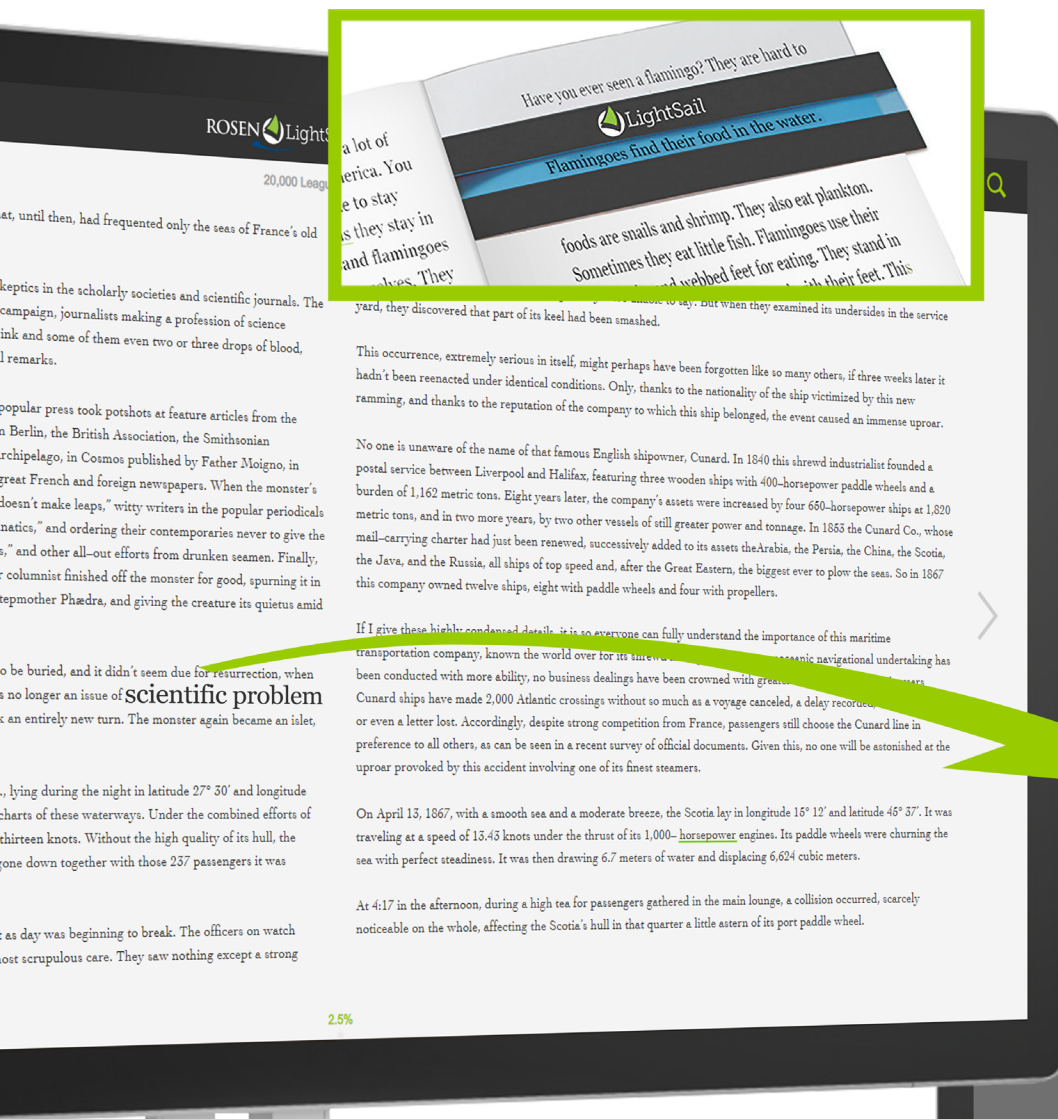 ROSEN LightS
20,000 Leagu
at, until then, had frequented only the seas of France's old
keptics in the scholarly societies and scientific journals. The
campaign, journalists making a profession of science
ink and some of them even two or three drops of blood,
l remarks.
popular press took potshots at feature articles from the
n Berlin, the British Association, the Smithsonian
rchipelago, in Cosmos published by Father Moigno, in
great French and foreign newspapers. When the monster's
doesn't make leaps," witty writers in the popular periodicals
natics," and ordering their contemporaries never to give the
s," and other all–out efforts from drunken seamen. Finally,
r columnist finished off the monster for good, spurning it in
tepmother Phædra, and giving the creature its quietus amid
o be buried, and it didn't seem due for resurrection, when
s no longer an issue of scientific problem
k an entirely new turn. The monster again became an islet,
., lying during the night in latitude 27° 30' and longitude
charts of these waterways. Under the combined efforts of
thirteen knots. Without the high quality of its hull, the
gone down together with those 237 passengers it was
t as day was beginning to break. The officers on watch
most scrupulous care. They saw nothing except a strong
a lot of
erica. You
e to stay
s they stay in
and flamingoes
They
Have you ever seen a flamingo? They are hard to
LightSail
Flamingoes find their food in the water.
foods are snails and shrimp. They also eat plankton.
Sometimes they eat little fish. Flamingoes use their
webbed feet for eating. They stand in
with their feet. This
to say. But when they examined its undersides in the service
yard, they discovered that part of its keel had been smashed.
This occurrence, extremely serious in itself, might perhaps have been forgotten like so many others, if three weeks later it
hadn't been reenacted under identical conditions. Only, thanks to the nationality of the ship victimized by this new
ramming, and thanks to the reputation of the company to which this ship belonged, the event caused an immense uproar.
No one is unaware of the name of that famous English shipowner, Cunard. In 1840 this shrewd industrialist founded a
postal service between Liverpool and Halifax, featuring three wooden ships with 400–horsepower paddle wheels and a
burden of 1,162 metric tons. Eight years later, the company's assets were increased by four 650–horsepower ships at 1,820
metric tons, and in two more years, by two other vessels of still greater power and tonnage. In 1853 the Cunard Co., whose
mail–carrying charter had just been renewed, successively added to its assets theArabia, the Persia, the China, the Scotia,
the Java, and the Russia, all ships of top speed and, after the Great Eastern, the biggest ever to plow the seas. So in 1867
this company owned twelve ships, eight with paddle wheels and four with propellers.
If I give these highly condensed details, it is so everyone can fully understand the importance of this maritime
transportation company, known the world over for its shrewd navigational undertaking has
been conducted with more ability, no business dealings have been crowned with
Cunard ships have made 2,000 Atlantic crossings without so much as a voyage canceled, a delay recorded,
or even a letter lost. Accordingly, despite strong competition from France, passengers still choose the Cunard line in
preference to all others, as can be seen in a recent survey of official documents. Given this, no one will be astonished at the
uproar provoked by this accident involving one of its finest steamers.
On April 13, 1867, with a smooth sea and a moderate breeze, the Scotia lay in longitude 15° 12' and latitude 45° 37'. It was
traveling at a speed of 13.43 knots under the thrust of its 1,000– horsepower engines. Its paddle wheels were churning the
sea with perfect steadiness. It was then drawing 6.7 meters of water and displacing 6,624 cubic meters.
At 4:17 in the afternoon, during a high tea for passengers gathered in the main lounge, a collision occurred, scarcely
noticeable on the whole, affecting the Scotia's hull in that quarter a little astern of its port paddle wheel.
2.5%